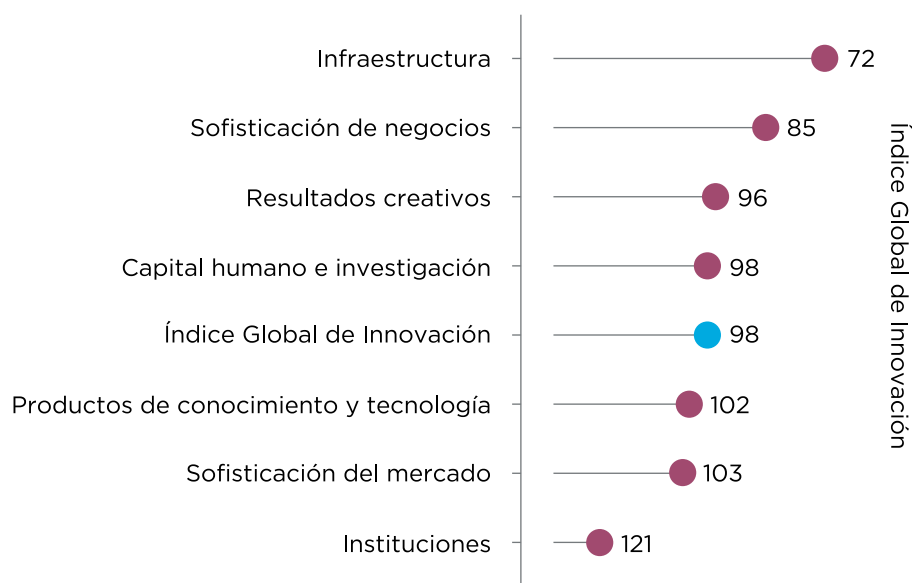 Infraestructura 72
Sofisticación de negocios 85
Resultados creativos 96
Capital humano e investigación 98
Índice Global de Innovación 98
Productos de conocimiento y tecnología 102
Sofisticación del mercado 103
Instituciones 121
Índice Global de Innovación